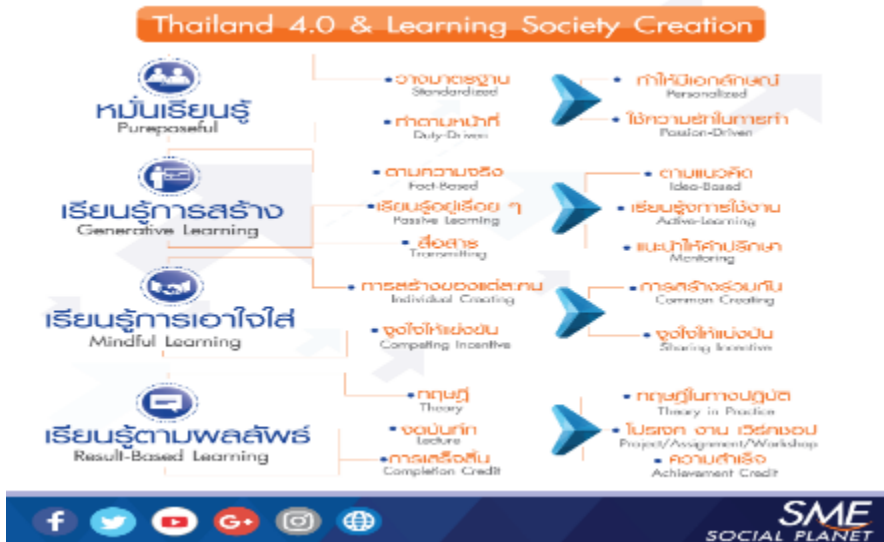 Thailand 4.0 & Learning Society Creation
หมั่นเรียนรู้
Pureposeful
• วางมาตรฐาน
Standardized
• ทำตามหน้าที่
Duty-Driven
• ทำให้มีเอกลักษณ์
Personalized
• ใช้ความรักในการทำ
Passion-Driven
เรียนรู้การสร้าง
Generative Learning
• ตามความจริง
Fact-Based
• เรียนรู้อยู่เรื่อย ๆ
Passive Learning
• สื่อสาร
Transmitting
• ตามแนวคิด
Idea-Based
• เรียนรู้จากการใช้งาน
Active-Learning
• แนะนำให้คำปรึกษา
Mentoring
เรียนรู้การเอาใจใส่
Mindful Learning
• การสร้างของแต่ละคน
Individual Creating
• จูงใจให้แข่งขัน
Competing Incentive
• การสร้างร่วมกัน
Common Creating
• จูงใจให้แบ่งปัน
Sharing Incentive
เรียนรู้ตามผลลัพธ์
Result-Based Learning
• ทฤษฎี
Theory
• จดบันทึก
Lecture
• การเสร็จสิ้น
Completion Credit
• ทฤษฎีในทางปฏิบัติ
Theory in Practice
• โปรเจค งาน เวิร์คชอป
Project/Assignment/Workshop
• ความสำเร็จ
Achievement Credit
SME
SOCIAL PLANET